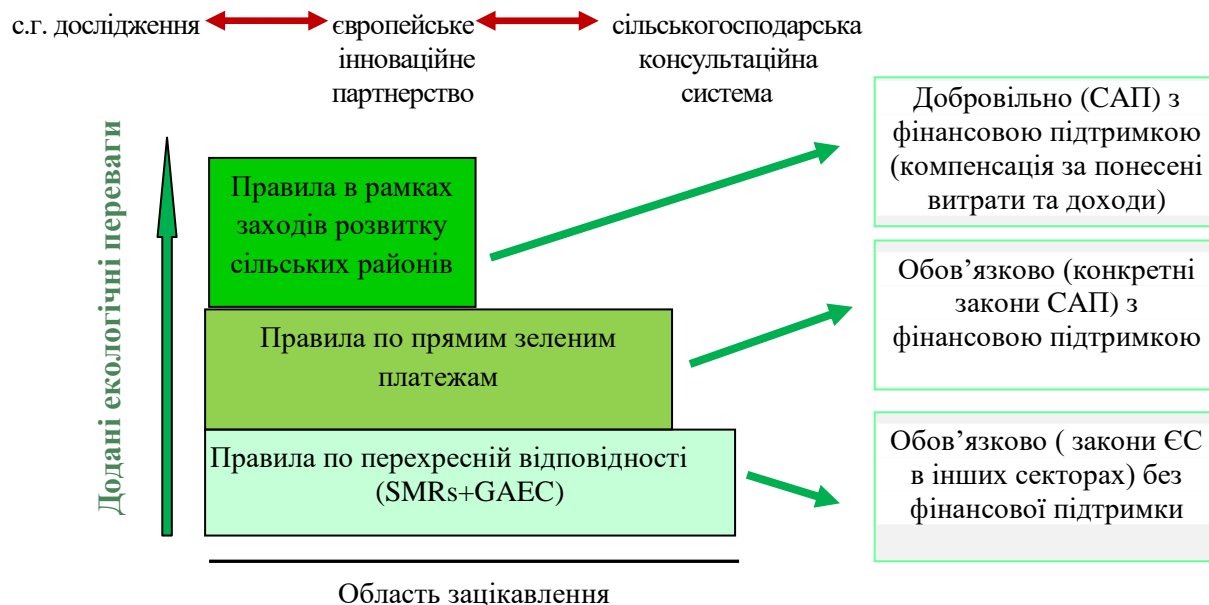 с.г. дослідження
європейське
інноваційне
партнерство
сільськогосподарська
консультаційна
система
Додані екологічні переваги
Правила в рамках
заходів розвитку
сільських районів
Правила по прямим зеленим
платежам
Правила по перехресній відповідності
(SMRs+GAEC)
Область зацікавлення
Добровільно (САП) з
фінансовою підтримкою
(компенсація за понесені
витрати та доходи)
Обов’язково (конкретні
закони САП) з
фінансовою підтримкою
Обов’язково ( закони ЄС
в інших секторах) без
фінансової підтримки